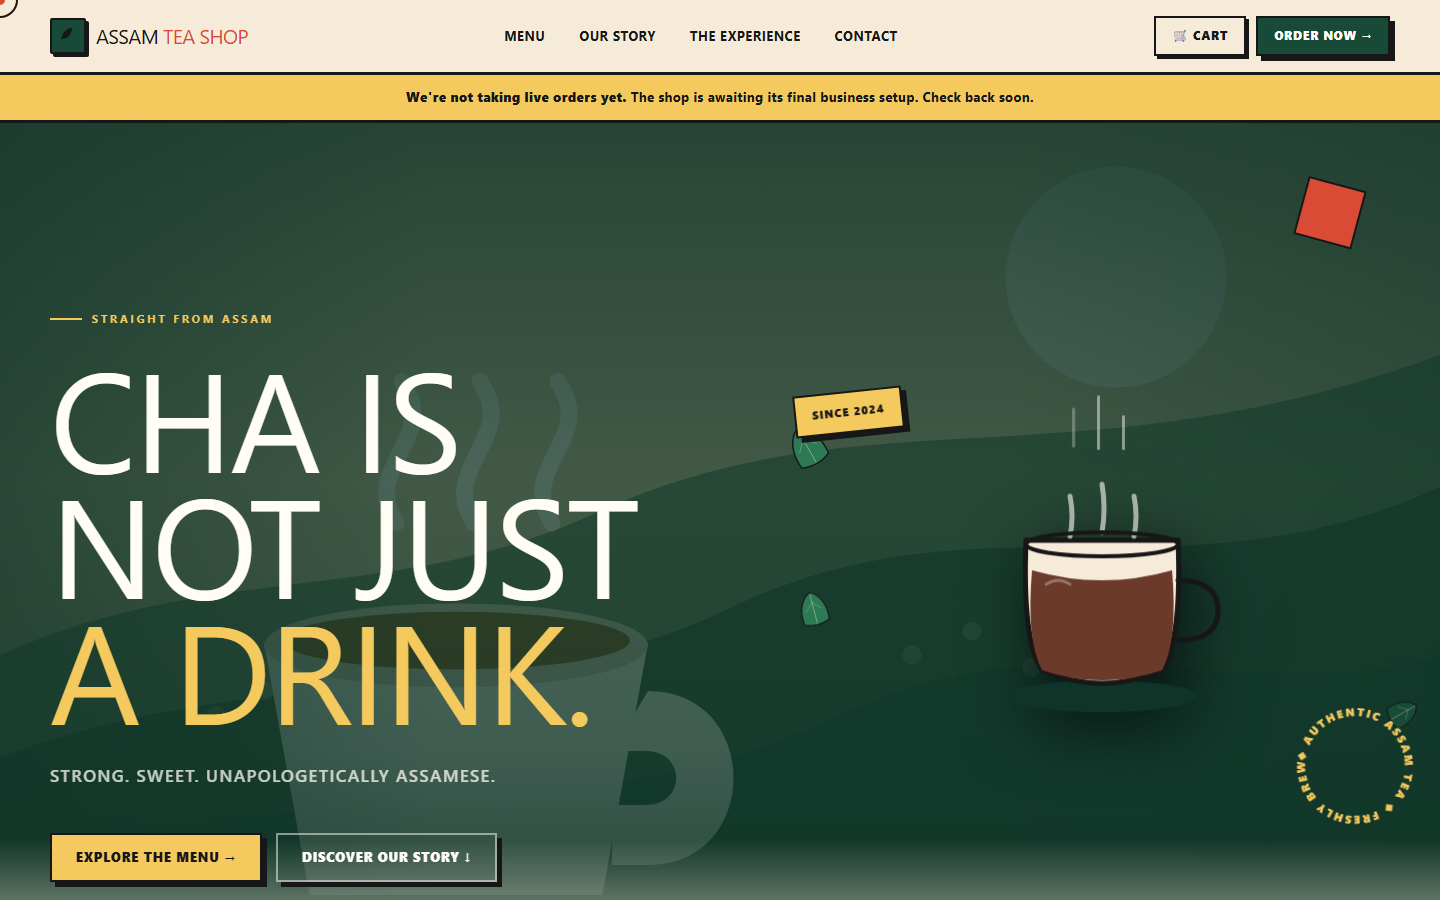 ASSAM TEA SHOP
MENU
OUR STORY
THE EXPERIENCE
CONTACT
🛒 CART
ORDER NOW →
We're not taking live orders yet. The shop is awaiting its final business setup. Check back soon.
STRAIGHT FROM ASSAM
CHA IS
NOT JUST
A DRINK.
SINCE 2024
STRONG. SWEET. UNAPOLOGETICALLY ASSAMESE.
EXPLORE THE MENU →
DISCOVER OUR STORY ↓
◆ AUTHENTIC ASSAM TEA ◆ FRESHLY BREW